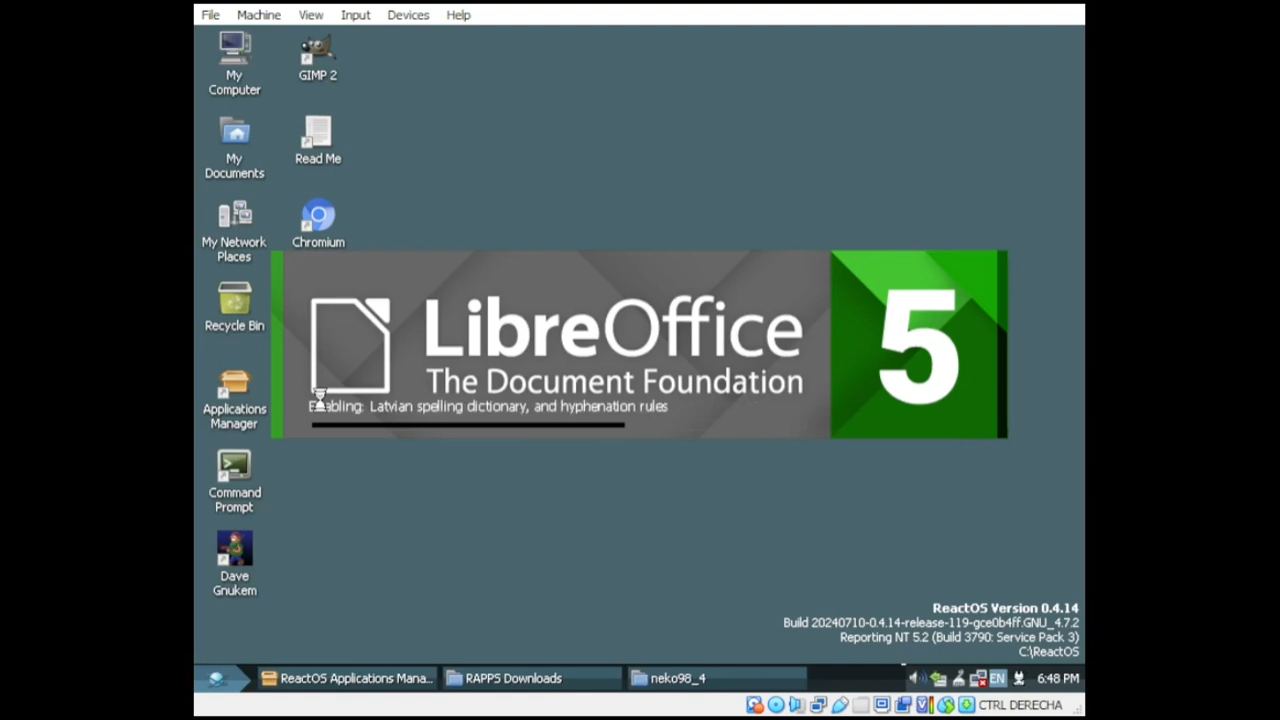 File Machine View Input Devices Help
My
Computer
GIMP 2
My
Documents
Read Me
My Network
Places
Chromium
Recycle Bin
LibreOffice
The Document Foundation
5
Enabling: Latvian spelling dictionary, and hyphenation rules
Applications
Manager
Command
Prompt
Dave
Gnukem
ReactOS Version 0.4.14
Build 20240710-0.4.14-release-119-gce0b4ff.GNU_4.7.2
Reporting NT 5.2 (Build 3790: Service Pack 3)
C:\ReactOS
ReactOS Applications Mana... RAPPS Downloads neko98_4 EN 6:48 PM
CTRL DERECHA